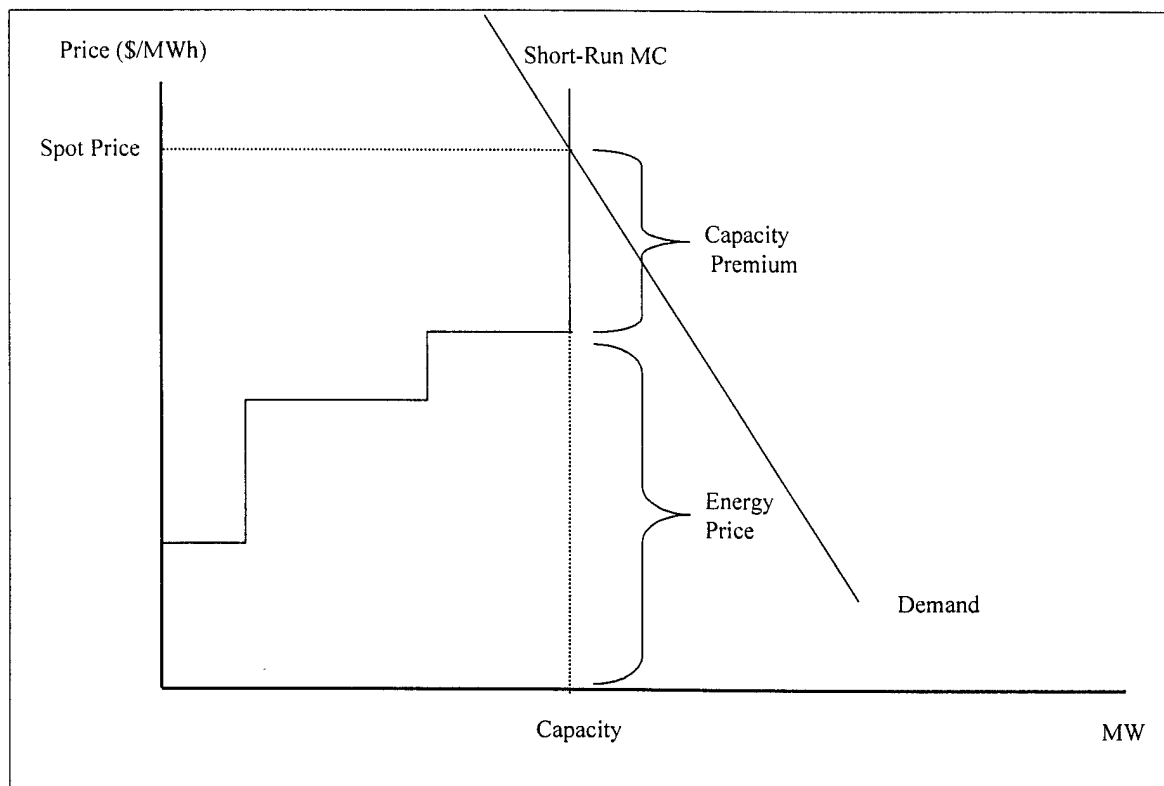 Price ($/MWh)
Short-Run MC
Spot Price
Capacity
Premium
Energy
Price
Demand
Capacity
MW